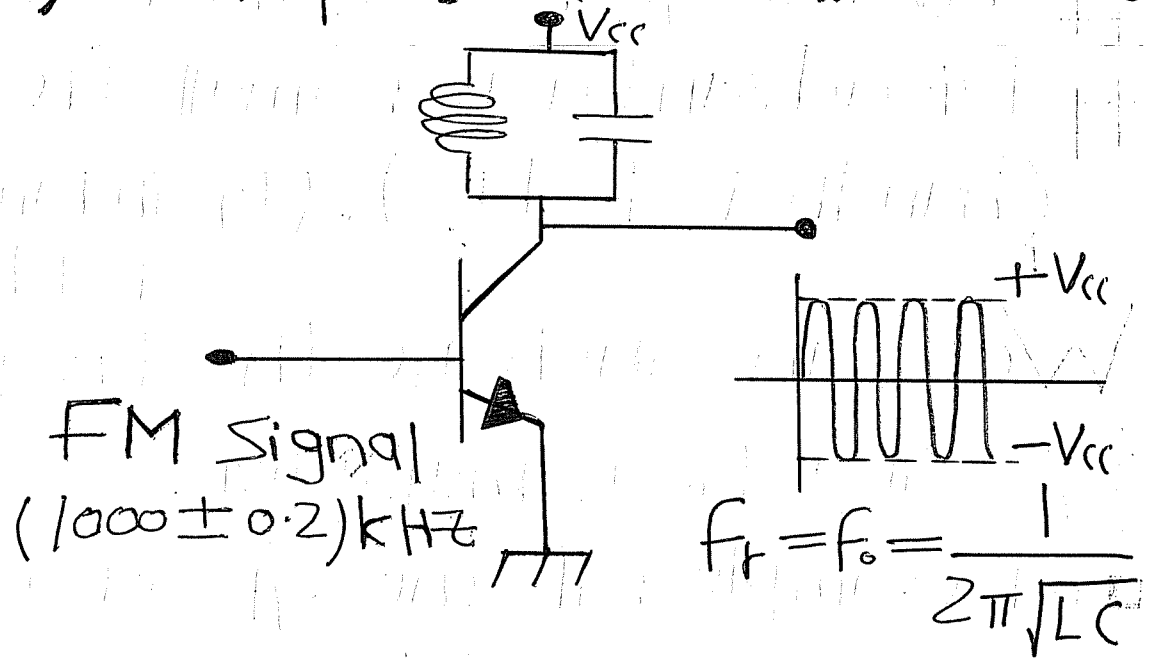 Vcc
+Vcc
FM Signal
-Vcc
(1000 ± 0.2) kHz
fr = fo = 1 / 2π√LC